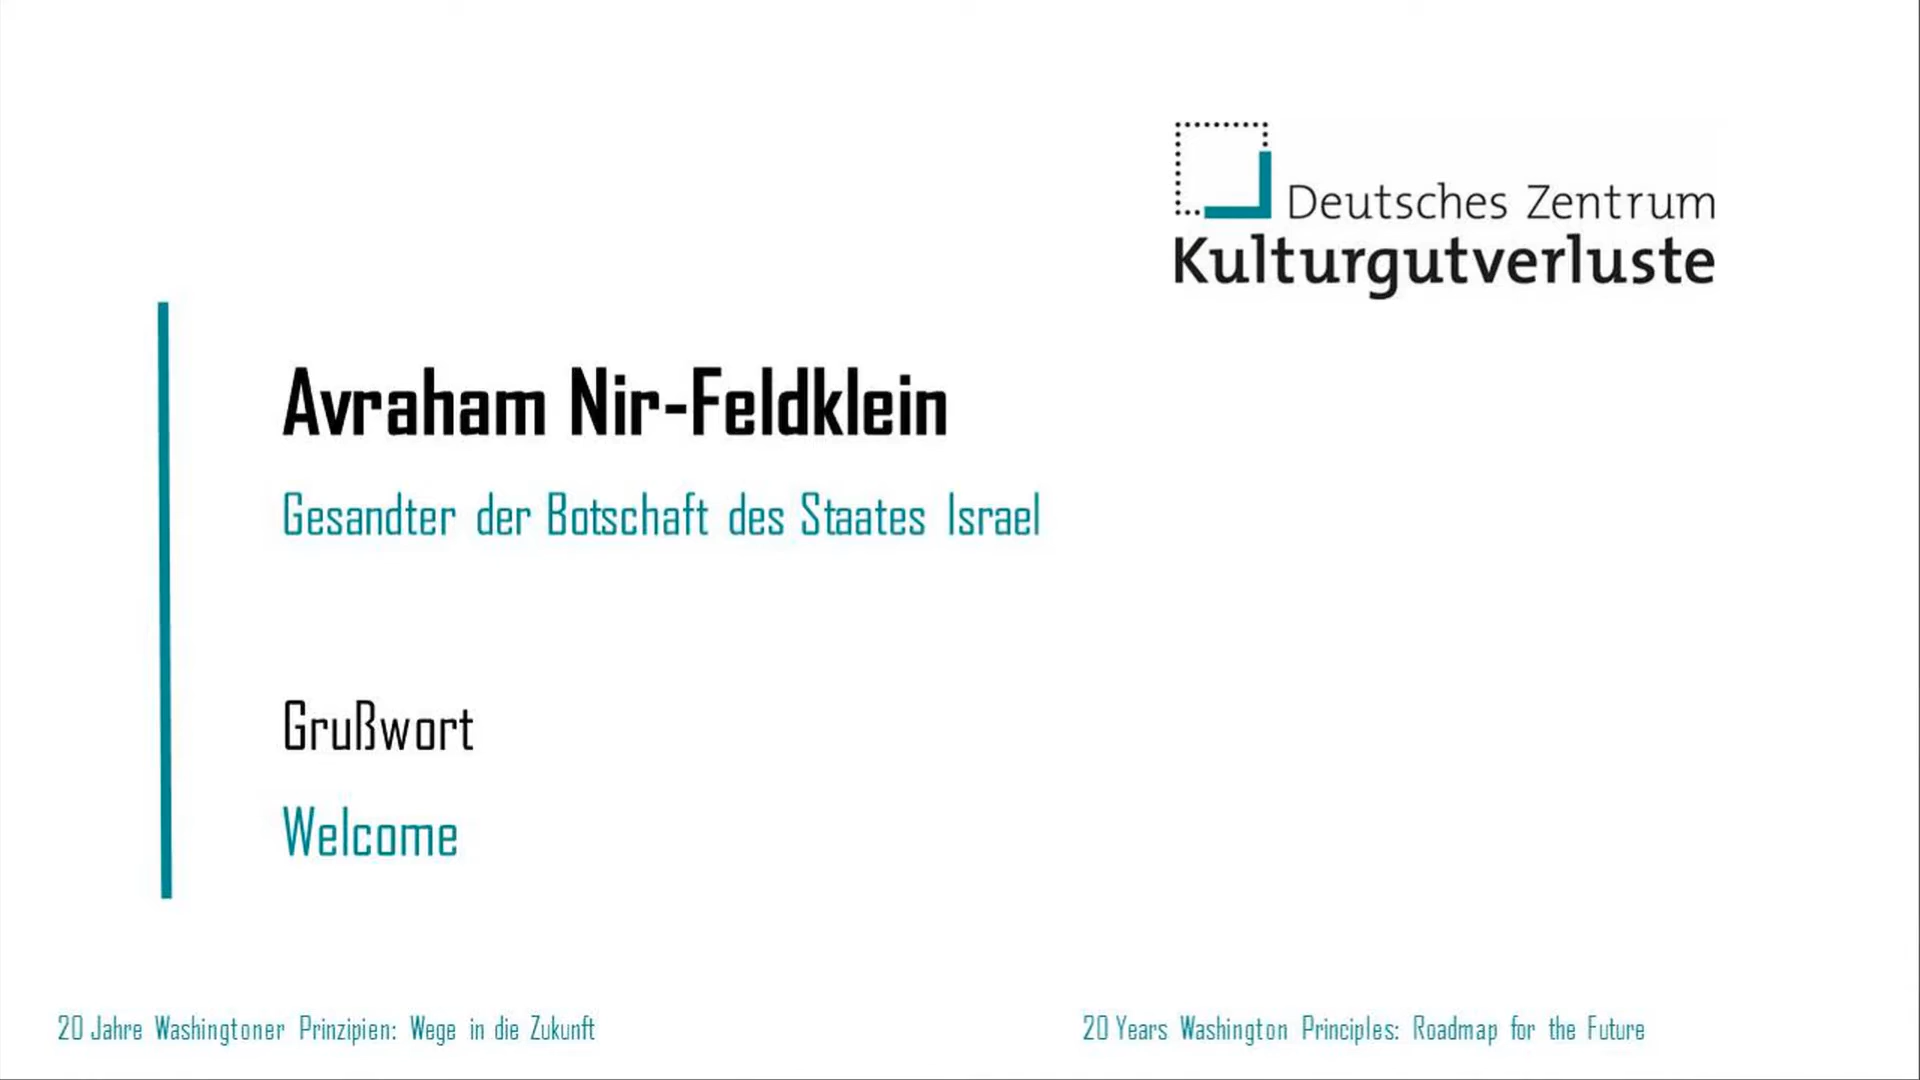 Deutsches Zentrum
Kulturgutverluste
Avraham Nir-Feldklein
Gesandter der Botschaft des Staates Israel
Grußwort
Welcome
20 Jahre Washingtoner Prinzipien: Wege in die Zukunft
20 Years Washington Principles: Roadmap for the Future